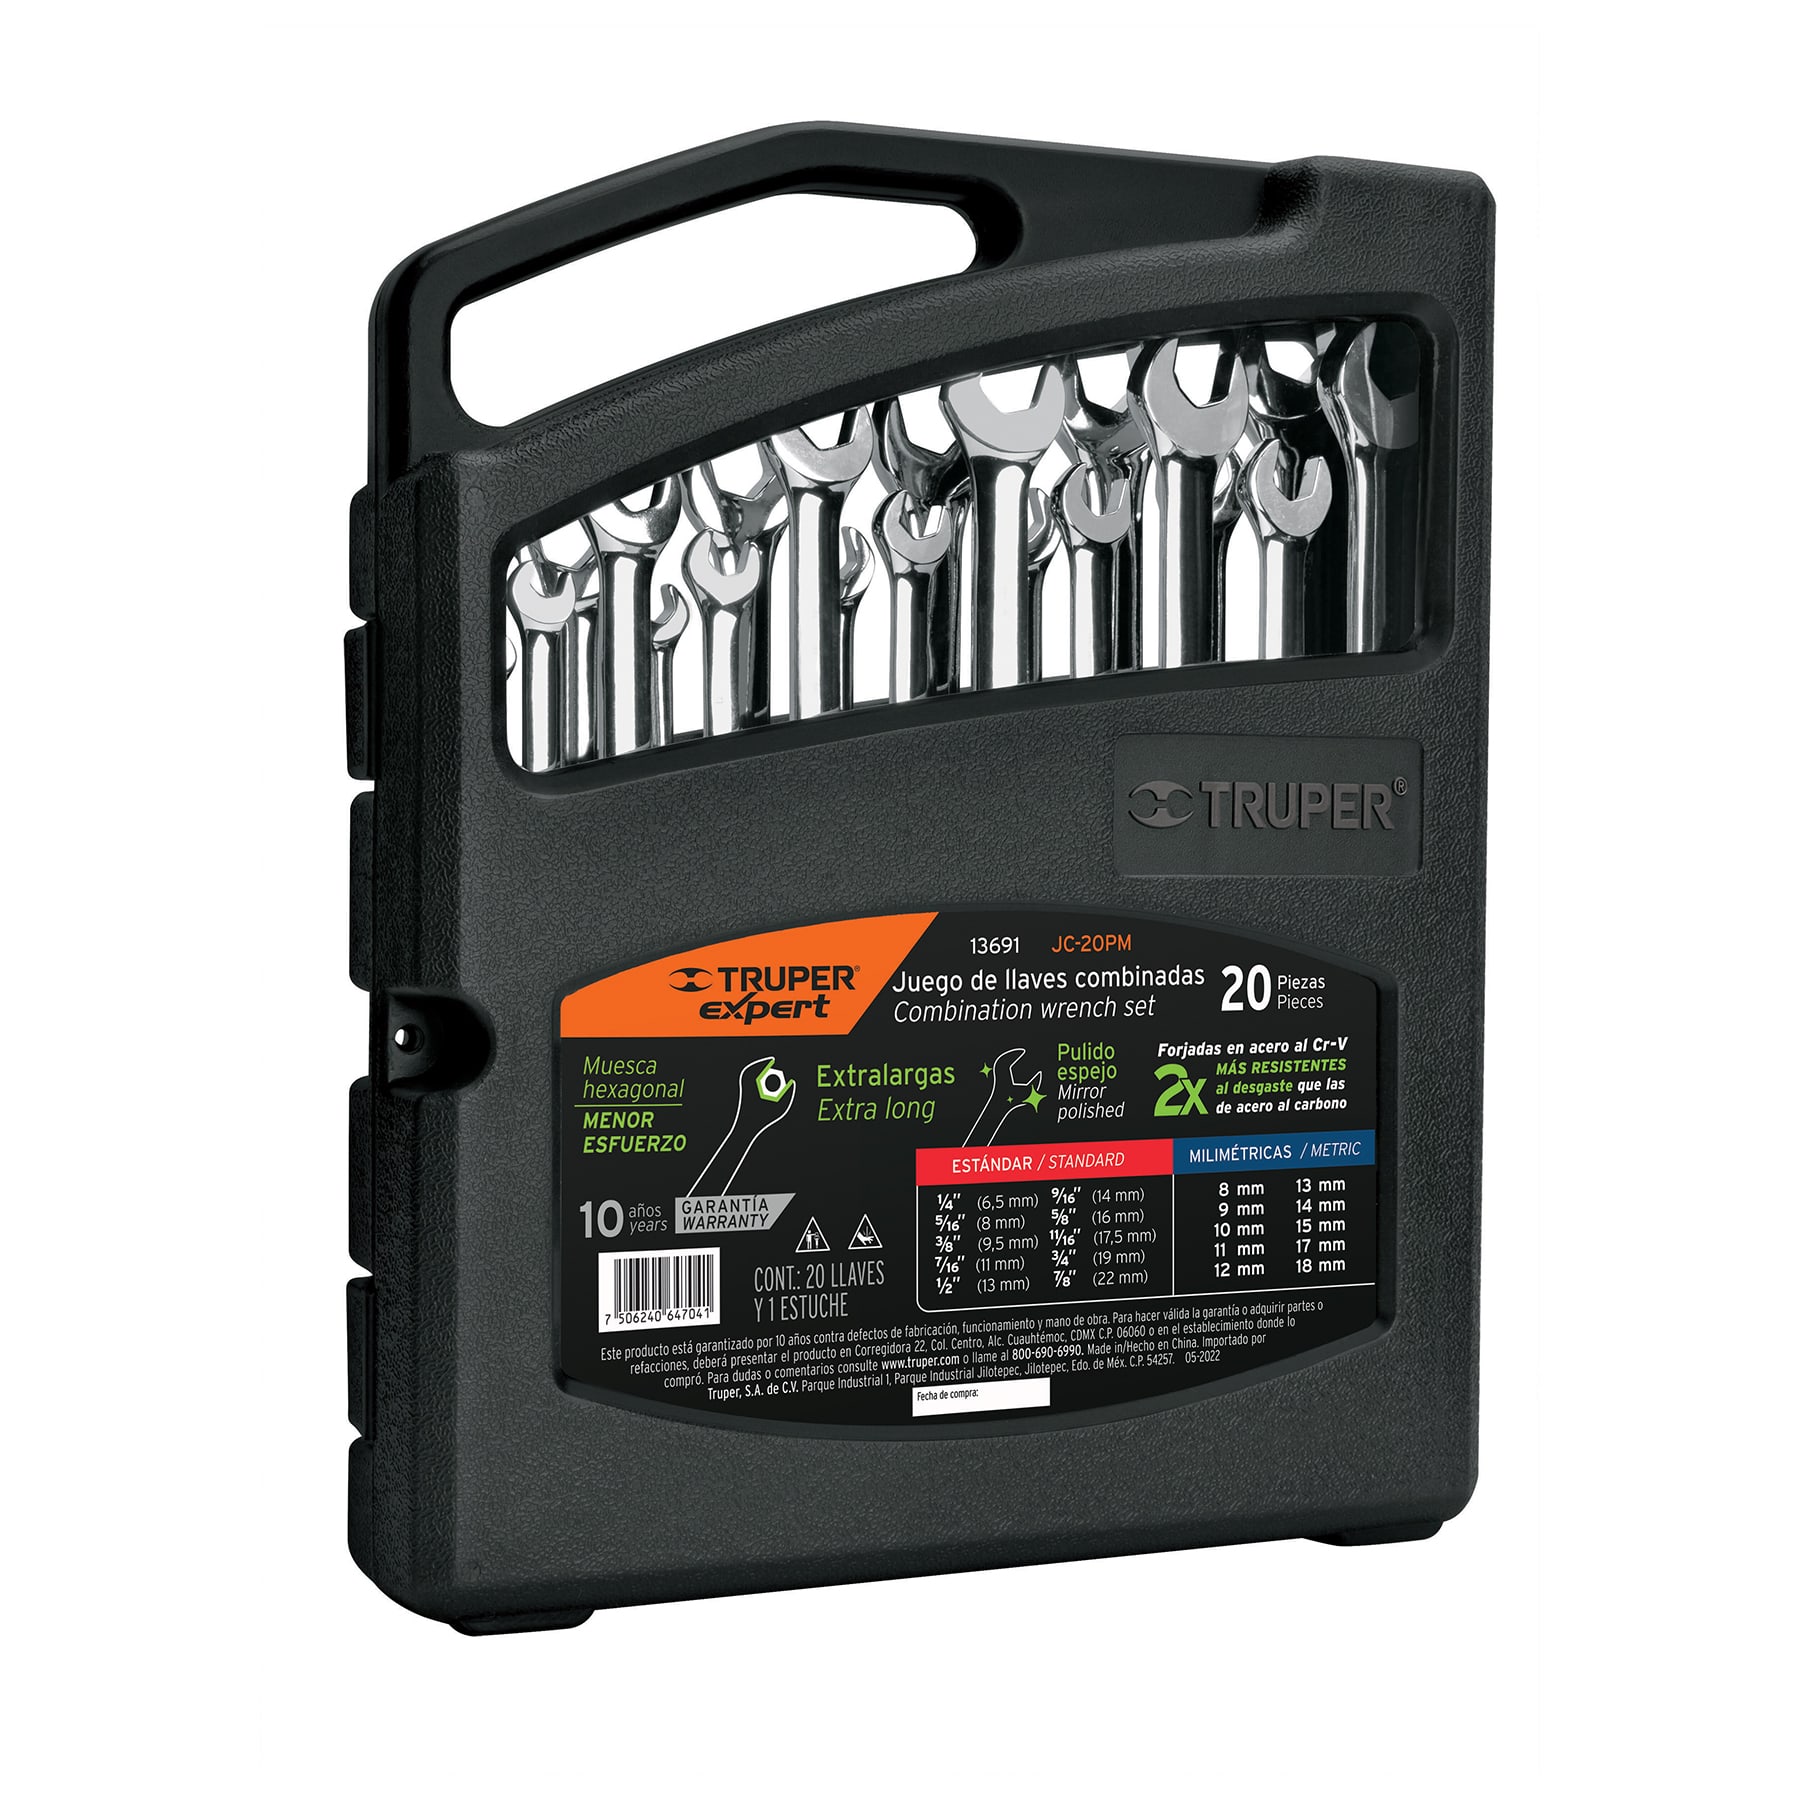 TRUPER®
13691 JC-20PM
TRUPER®
expert
Juego de llaves combinadas
Combination wrench set
20 Piezas
Pieces
Muesca
hexagonal
MENOR
ESFUERZO
Extralargas
Extra long
Pulido
espejo
Mirror
polished
Forjadas en acero al Cr-V
2X MÁS RESISTENTES
al desgaste que las
de acero al carbono
10 años
years
GARANTÍA
WARRANTY
ESTÁNDAR / STANDARD
1/4" (6,5 mm) 9/16" (14 mm)
5/16" (8 mm) 5/8" (16 mm)
3/8" (9,5 mm) 11/16" (17,5 mm)
7/16" (11 mm) 3/4" (19 mm)
1/2" (13 mm) 7/8" (22 mm)
MILIMÉTRICAS / METRIC
8 mm 13 mm
9 mm 14 mm
10 mm 15 mm
11 mm 17 mm
12 mm 18 mm
7 506240 647041
CONT.: 20 LLAVES
Y 1 ESTUCHE
Este producto está garantizado por 10 años contra defectos de fabricación, funcionamiento y mano de obra. Para hacer válida la garantía o adquirir partes o
refacciones, deberá presentar el producto en Corregidora 22, Col. Centro, Alc. Cuauhtémoc, CDMX C.P. 06060 o en el establecimiento donde lo
compró. Para dudas o comentarios consulte www.truper.com o llame al 800-690-6990. Made in/Hecho en China. Importado por
Truper, S.A. de C.V. Parque Industrial 1, Parque Industrial Jilotepec, Jilotepec, Edo. de Méx. C.P. 54257. 05-2022
Fecha de compra: